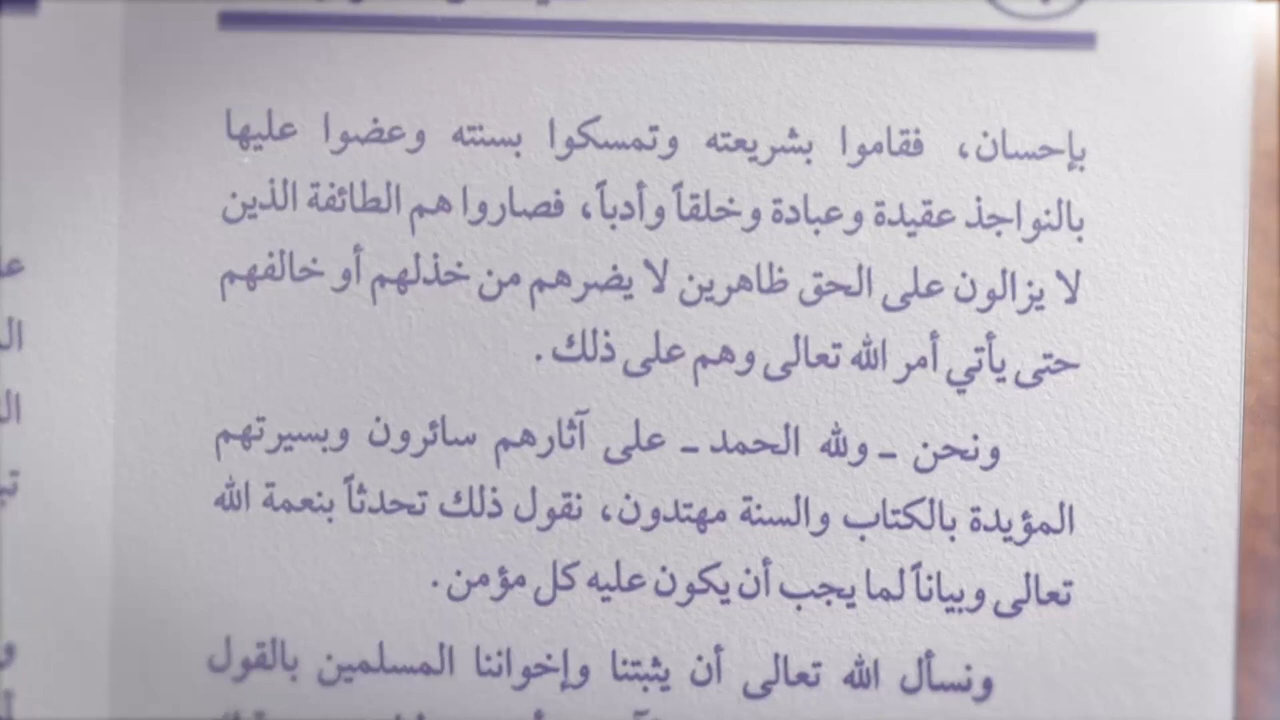 بإحسان، فقاموا بشريعته وتمسكوا بسنته وعضوا عليها
بالنواجذ عقيدة وعبادة وخلقاً وأدباً، فصاروا هم الطائفة الذين
لا يزالون على الحق ظاهرين لا يضرهم من خذلهم أو خالفهم
حتى يأتي أمر الله تعالى وهم على ذلك.
ونحن ـ ولله الحمد ـ على آثارهم سائرون وبسيرتهم
المؤيدة بالكتاب والسنة مهتدون، نقول ذلك تحدثاً بنعمة الله
تعالى وبياناً لما يجب أن يكون عليه كل مؤمن.
ونسأل الله تعالى أن يثبتنا وإخواننا المسلمين بالقول